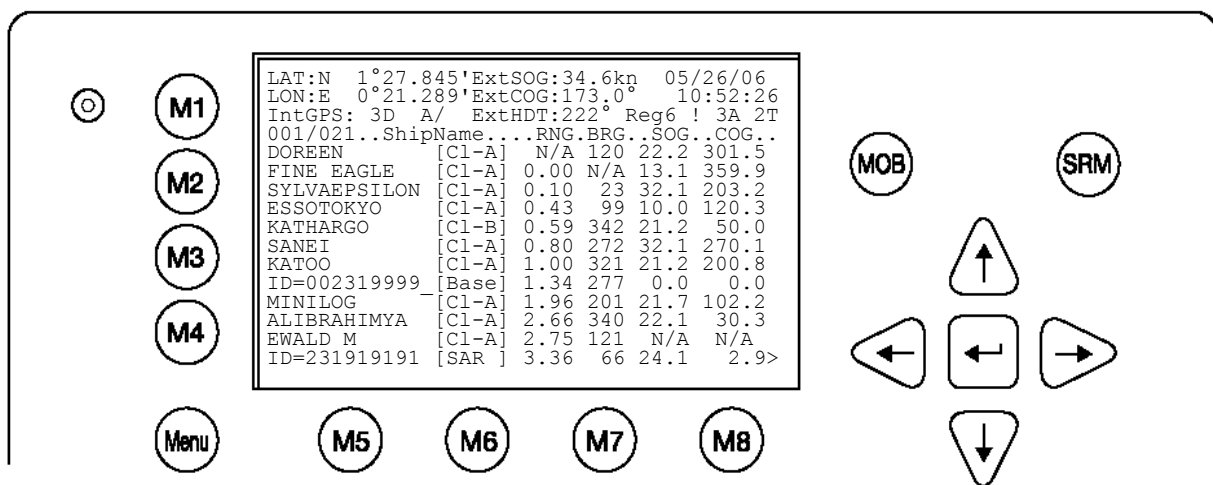 LAT:N 1°27.845'ExtSOG:34.6kn 05/26/06
LON:E 0°21.289'ExtCOG:173.0° 10:52:26
IntGPS: 3D A/ ExtHDT:222° Reg6 ! 3A 2T
001/021..ShipName....RNG.BRG..SOG..COG..
DOREEN [Cl-A] N/A 120 22.2 301.5
FINE EAGLE [Cl-A] 0.00 N/A 13.1 359.9
SYLVAEPSILON [Cl-A] 0.10 23 32.1 203.2
ESSOTOKYO [Cl-A] 0.43 99 10.0 120.3
KATHARGO [Cl-B] 0.59 342 21.2 50.0
SANEI [Cl-A] 0.80 272 32.1 270.1
KATOO [Cl-A] 1.00 321 21.2 200.8
ID=002319999_[Base] 1.34 277 0.0 0.0
MINILOG [Cl-A] 1.96 201 21.7 102.2
ALIBRAHIMYA [Cl-A] 2.66 340 22.1 30.3
EWALD M [Cl-A] 2.75 121 N/A N/A
ID=231919191 [SAR ] 3.36 66 24.1 2.9>
M1
M2
M3
M4
Menu
M5
M6
M7
M8
MOB
SRM